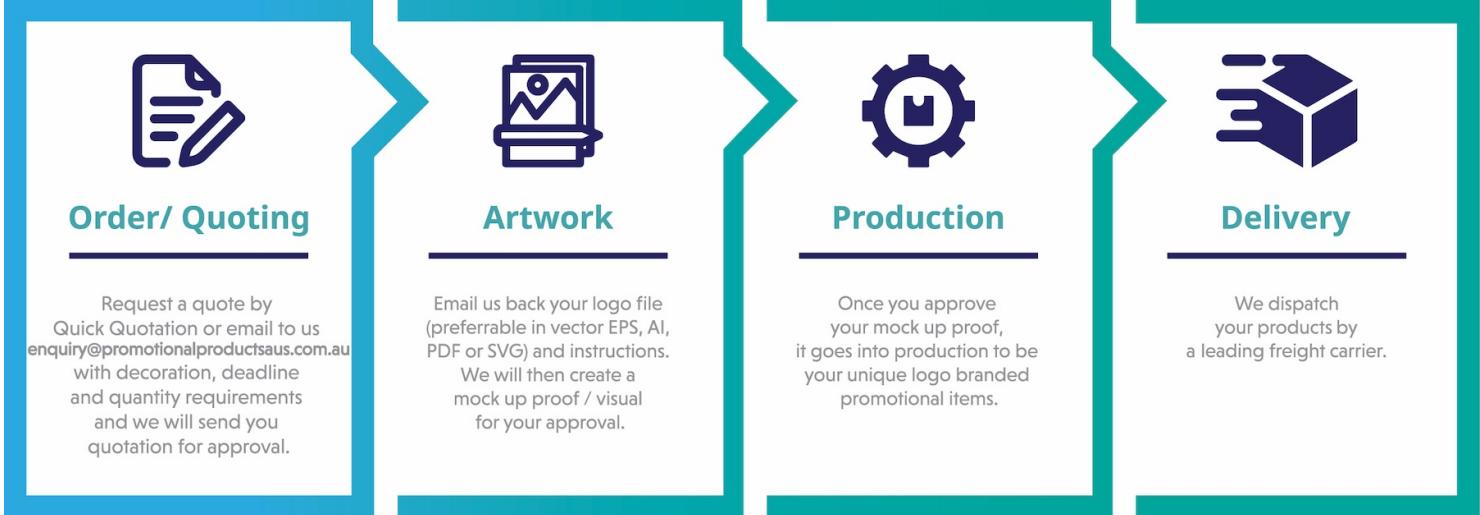 Order/ Quoting
Request a quote by
Quick Quotation or email to us
enquiry@promotionalproductsaus.com.au
with decoration, deadline
and quantity requirements
and we will send you
quotation for approval.
Artwork
Email us back your logo file
(preferrable in vector EPS, AI,
PDF or SVG) and instructions.
We will then create a
mock up proof / visual
for your approval.
Production
Once you approve
your mock up proof,
it goes into production to be
your unique logo branded
promotional items.
Delivery
We dispatch
your products by
a leading freight carrier.